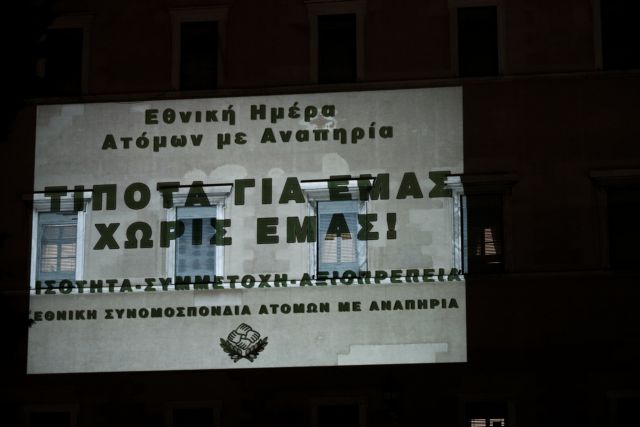 Εθνική Ημέρα
Ατόμων με Αναπηρία
ΤΙΠΟΤΑ ΓΙΑ ΕΜΑΣ
ΧΩΡΙΣ ΕΜΑΣ!
ΙΣΟΤΗΤΑ-ΣΥΜΜΕΤΟΧΗ-ΑΞΙΟΠΡΕΠΕΙΑ
ΕΘΝΙΚΗ ΣΥΝΟΜΟΣΠΟΝΔΙΑ ΑΤΟΜΩΝ ΜΕ ΑΝΑΠΗΡΙΑ